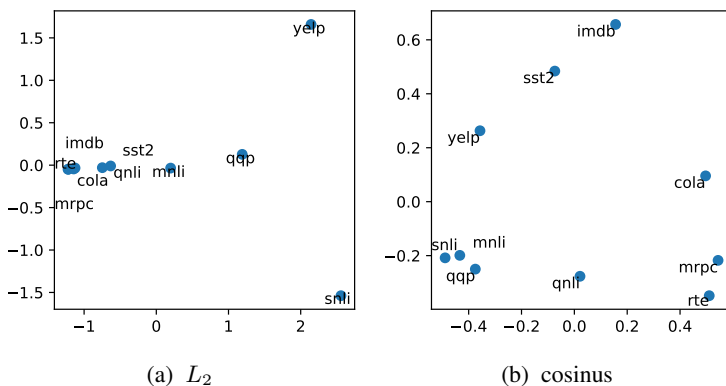 1.5
1.0
0.5
0.0
−0.5
−1.0
−1.5
−1
0
1
2
yelp
imdb
sst2
rte
cola
qnli
mnli
qqp
mrpc
snli
(a) L2
0.6
0.4
0.2
0.0
−0.2
−0.4
−0.2
0.0
0.2
0.4
imdb
sst2
yelp
cola
snli
mnli
qqp
qnli
mrpc
rte
(b) cosinus